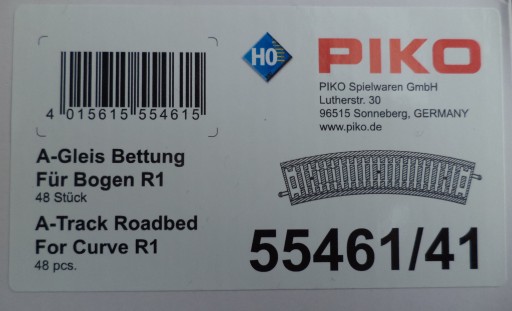 4 015615 554615
A-Gleis Bettung
Für Bogen R1
48 Stück
A-Track Roadbed
For Curve R1
48 pcs.
H0
PIKO
PIKO Spielwaren GmbH
Lutherstr. 30
96515 Sonneberg, GERMANY
www.piko.de
55461/41